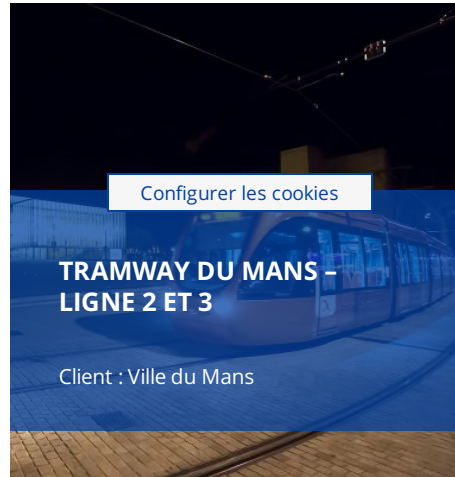 Configurer les cookies
TRAMWAY DU MANS –
LIGNE 2 ET 3
Client : Ville du Mans